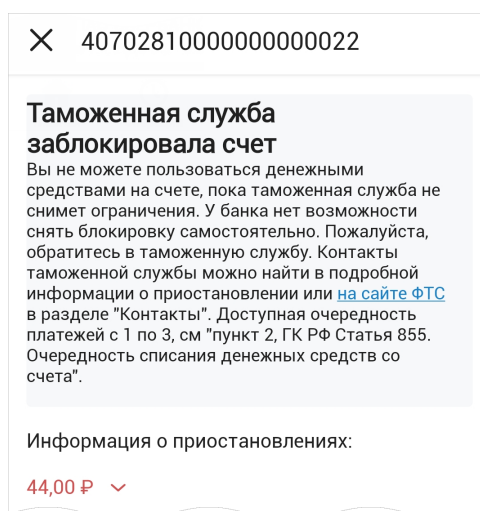 40702810000000000022
Таможенная служба
заблокировала счет
Вы не можете пользоваться денежными
средствами на счете, пока таможенная служба не
снимет ограничения. У банка нет возможности
снять блокировку самостоятельно. Пожалуйста,
обратитесь в таможенную службу. Контакты
таможенной службы можно найти в подробной
информации о приостановлении или на сайте ФТС
в разделе "Контакты". Доступная очередность
платежей с 1 по 3, см "пункт 2, ГК РФ Статья 855.
Очередность списания денежных средств со
счета".
Информация о приостановлениях:
44,00 ₽